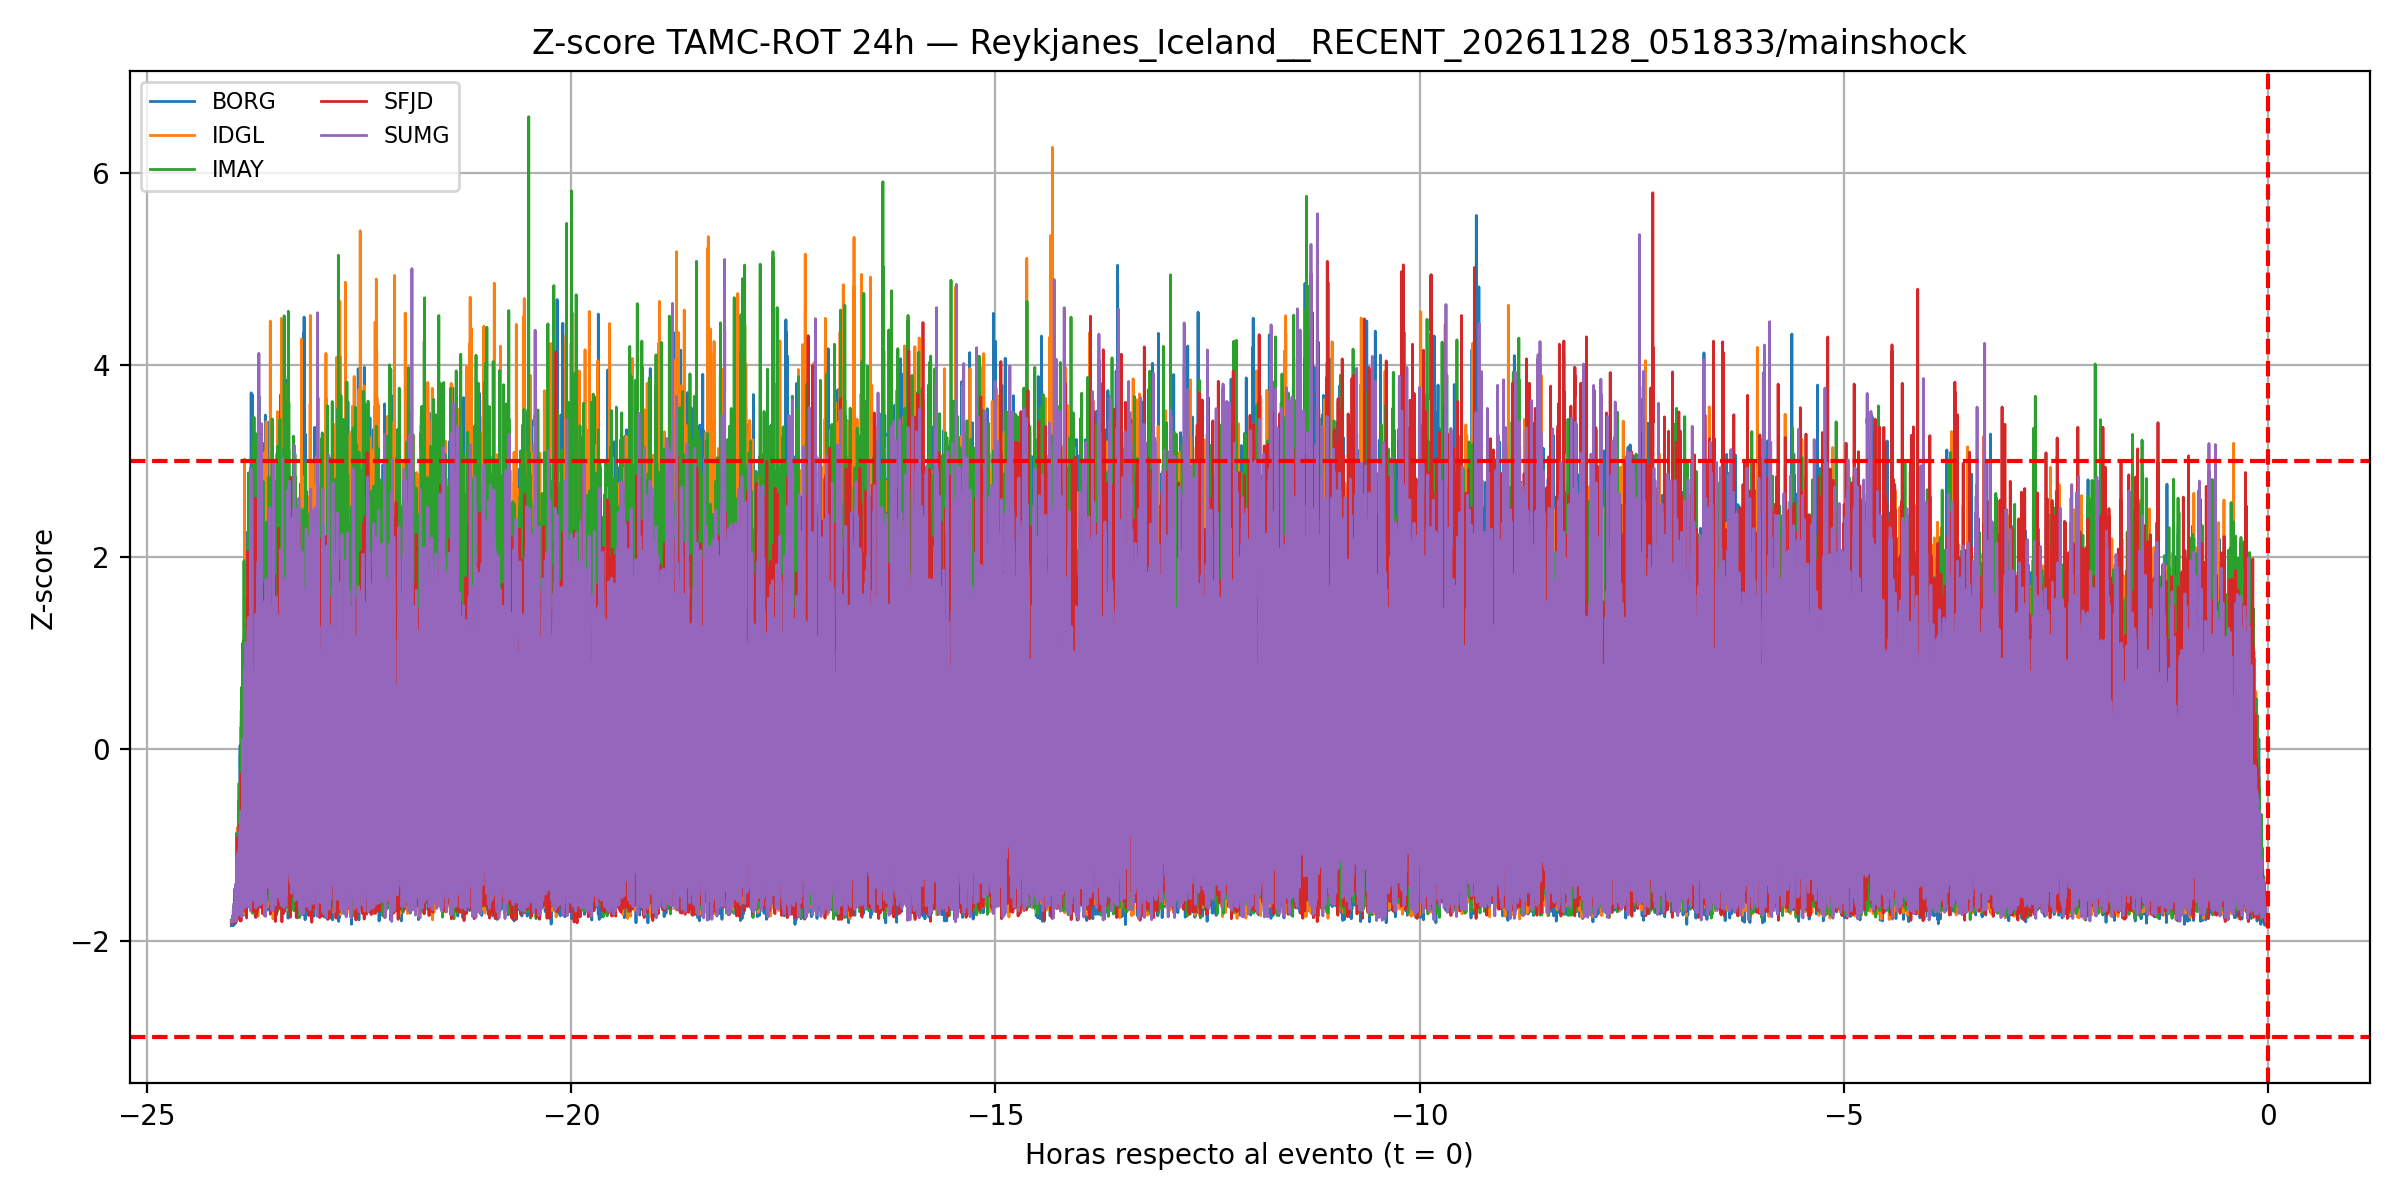 Z-score TAMC-ROT 24h — Reykjanes_Iceland__RECENT_20261128_051833/mainshock
BORG
IDGL
IMAY
SFJD
SUMG
6
4
2
0
−2
Z-score
−25
−20
−15
−10
−5
0
Horas respecto al evento (t = 0)